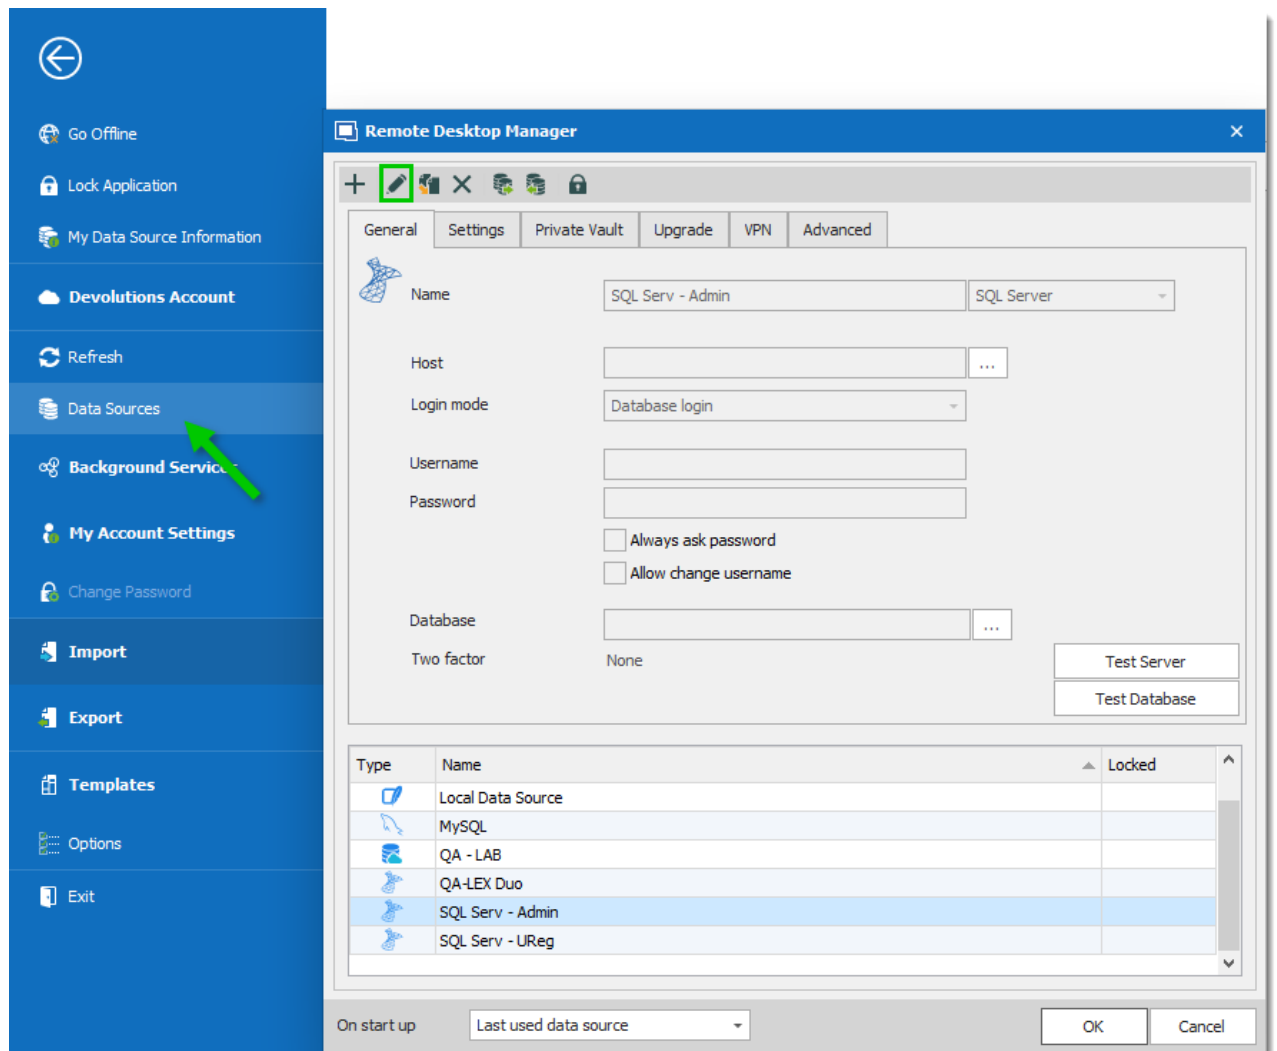 Go Offline
Lock Application
My Data Source Information
Devolutions Account
Refresh
Data Sources
Background Services
My Account Settings
Change Password
Import
Export
Templates
Options
Exit
Remote Desktop Manager
General Settings Private Vault Upgrade VPN Advanced
Name SQL Serv - Admin SQL Server
Host ...
Login mode Database login
Username
Password
Always ask password
Allow change username
Database ...
Two factor None Test Server
Test Database
Type Name Locked
Local Data Source
MySQL
QA - LAB
QA-LEX Duo
SQL Serv - Admin
SQL Serv - UReg
On start up Last used data source OK Cancel